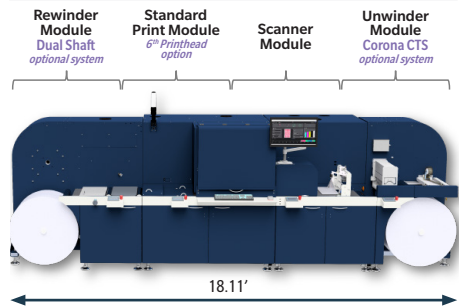 Rewinder
Module
Dual Shaft
optional system
Standard
Print Module
6th Printhead
option
Scanner
Module
Unwinder
Module
Corona CTS
optional system
18.11′